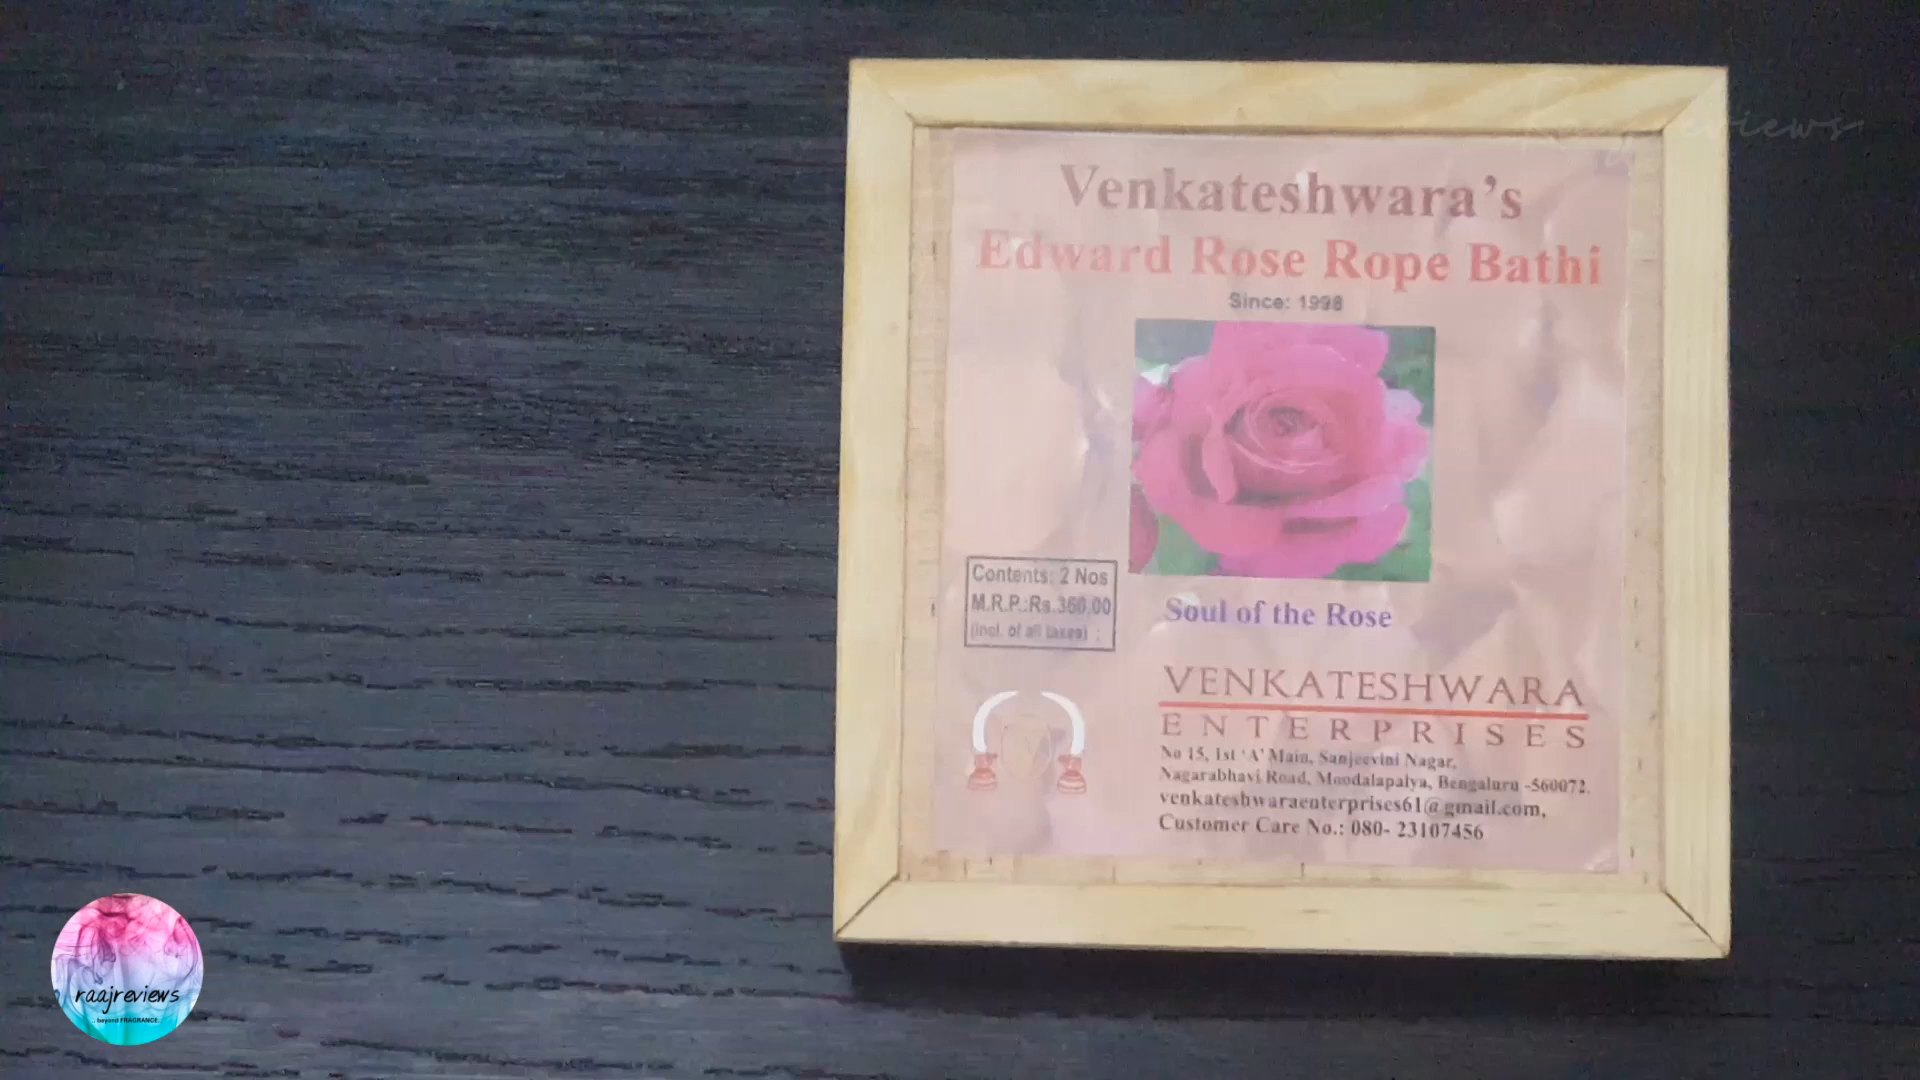 Venkateshwara's
Edward Rose Rope Bathi
Since: 1998
Contents: 2 Nos
M.R.P.:Rs.360.00
(Incl. of all taxes) :
Soul of the Rose
VENKATESHWARA
ENTERPRISES
No 15, 1st 'A' Main, Sanjeevini Nagar,
Nagarabhavi Road, Moodalapalya, Bengaluru -560072.
venkateshwaraenterprises61@gmail.com,
Customer Care No.: 080- 23107456
raajreviews
.. beyond FRAGRANCE..